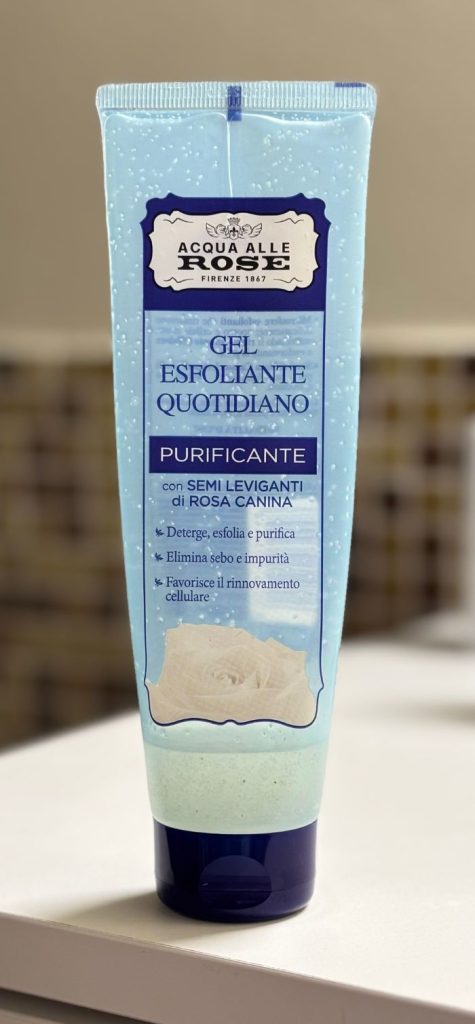 ACQUA ALLE
ROSE
FIRENZE 1867
GEL
ESFOLIANTE
QUOTIDIANO
PURIFICANTE
con SEMI LEVIGANTI
di ROSA CANINA
Deterge, esfolia e purifica
Elimina sebo e impurità
Favorisce il rinnovamento
cellulare